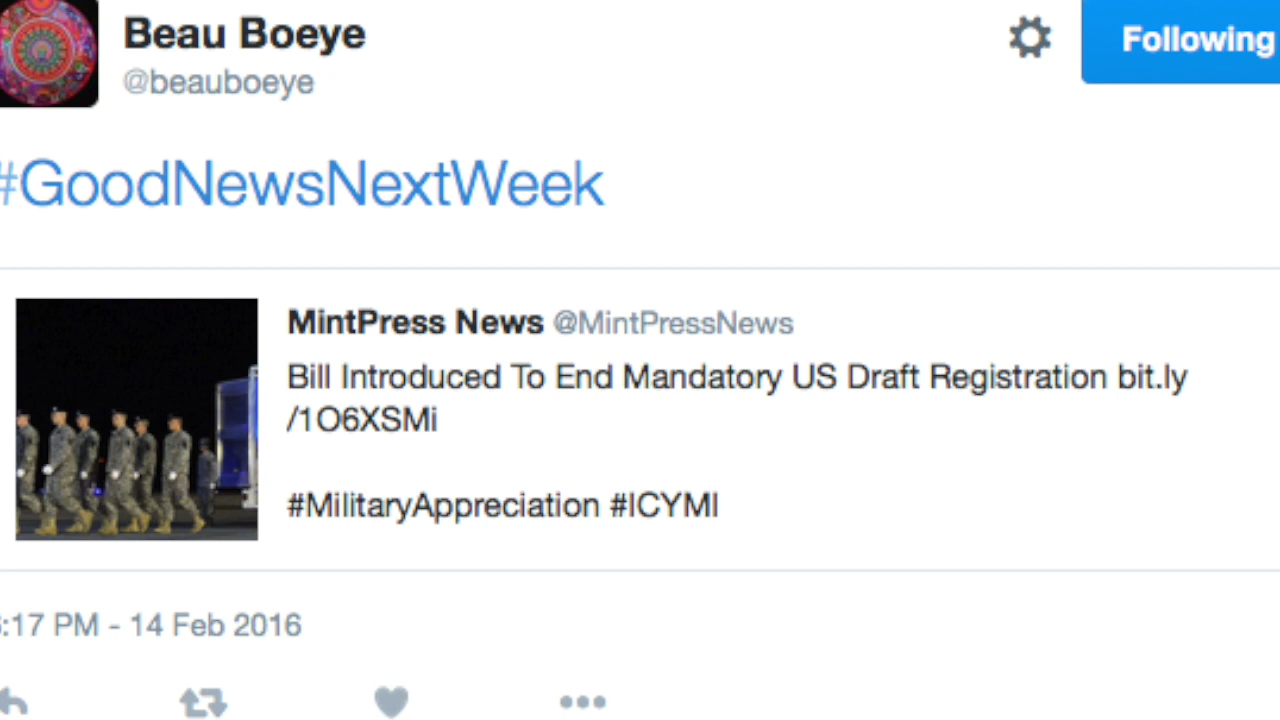 Beau Boeye
@beauboeye
Following
#GoodNewsNextWeek
MintPress News @MintPressNews
Bill Introduced To End Mandatory US Draft Registration bit.ly
/1O6XSMi
#MilitaryAppreciation #ICYMI
:17 PM - 14 Feb 2016